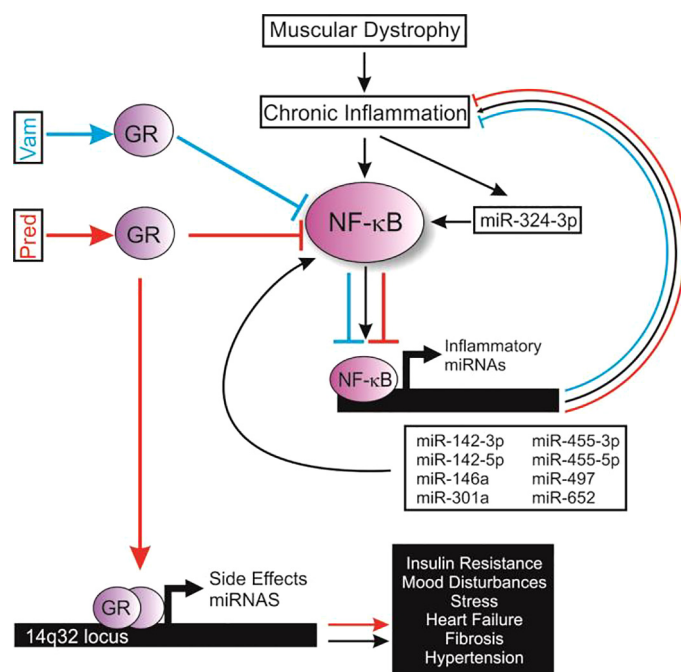 Muscular Dystrophy
Chronic Inflammation
Vam
GR
Pred
GR
NF-κB
miR-324-3p
NF-κB
Inflammatory
miRNAs
miR-142-3p miR-455-3p
miR-142-5p miR-455-5p
miR-146a miR-497
miR-301a miR-652
GR
Side Effects
miRNAS
14q32 locus
Insulin Resistance
Mood Disturbances
Stress
Heart Failure
Fibrosis
Hypertension